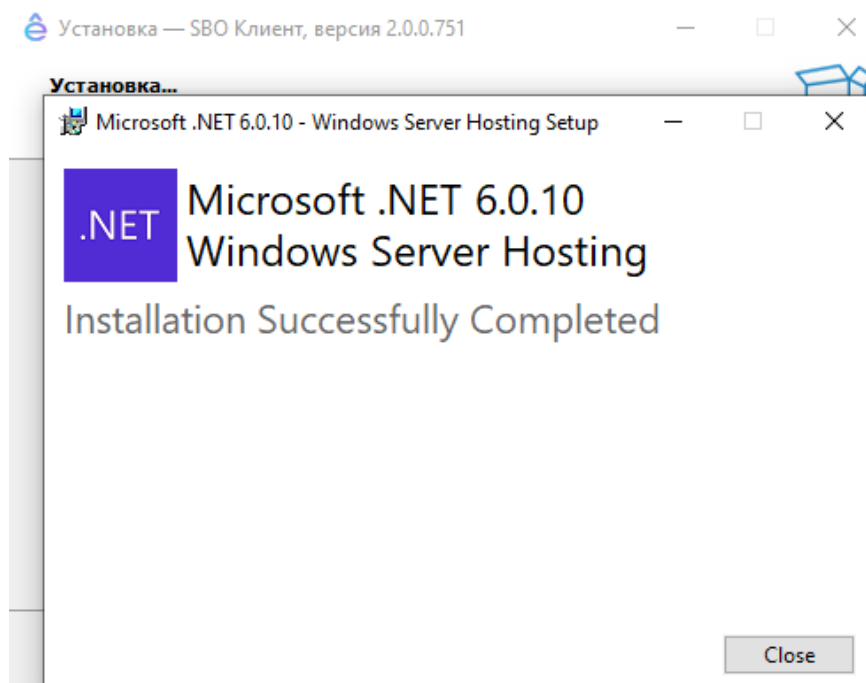 Установка — SBO Клиент, версия 2.0.0.751
Установка...
Microsoft .NET 6.0.10 - Windows Server Hosting Setup
.NET
Microsoft .NET 6.0.10
Windows Server Hosting
Installation Successfully Completed
Close